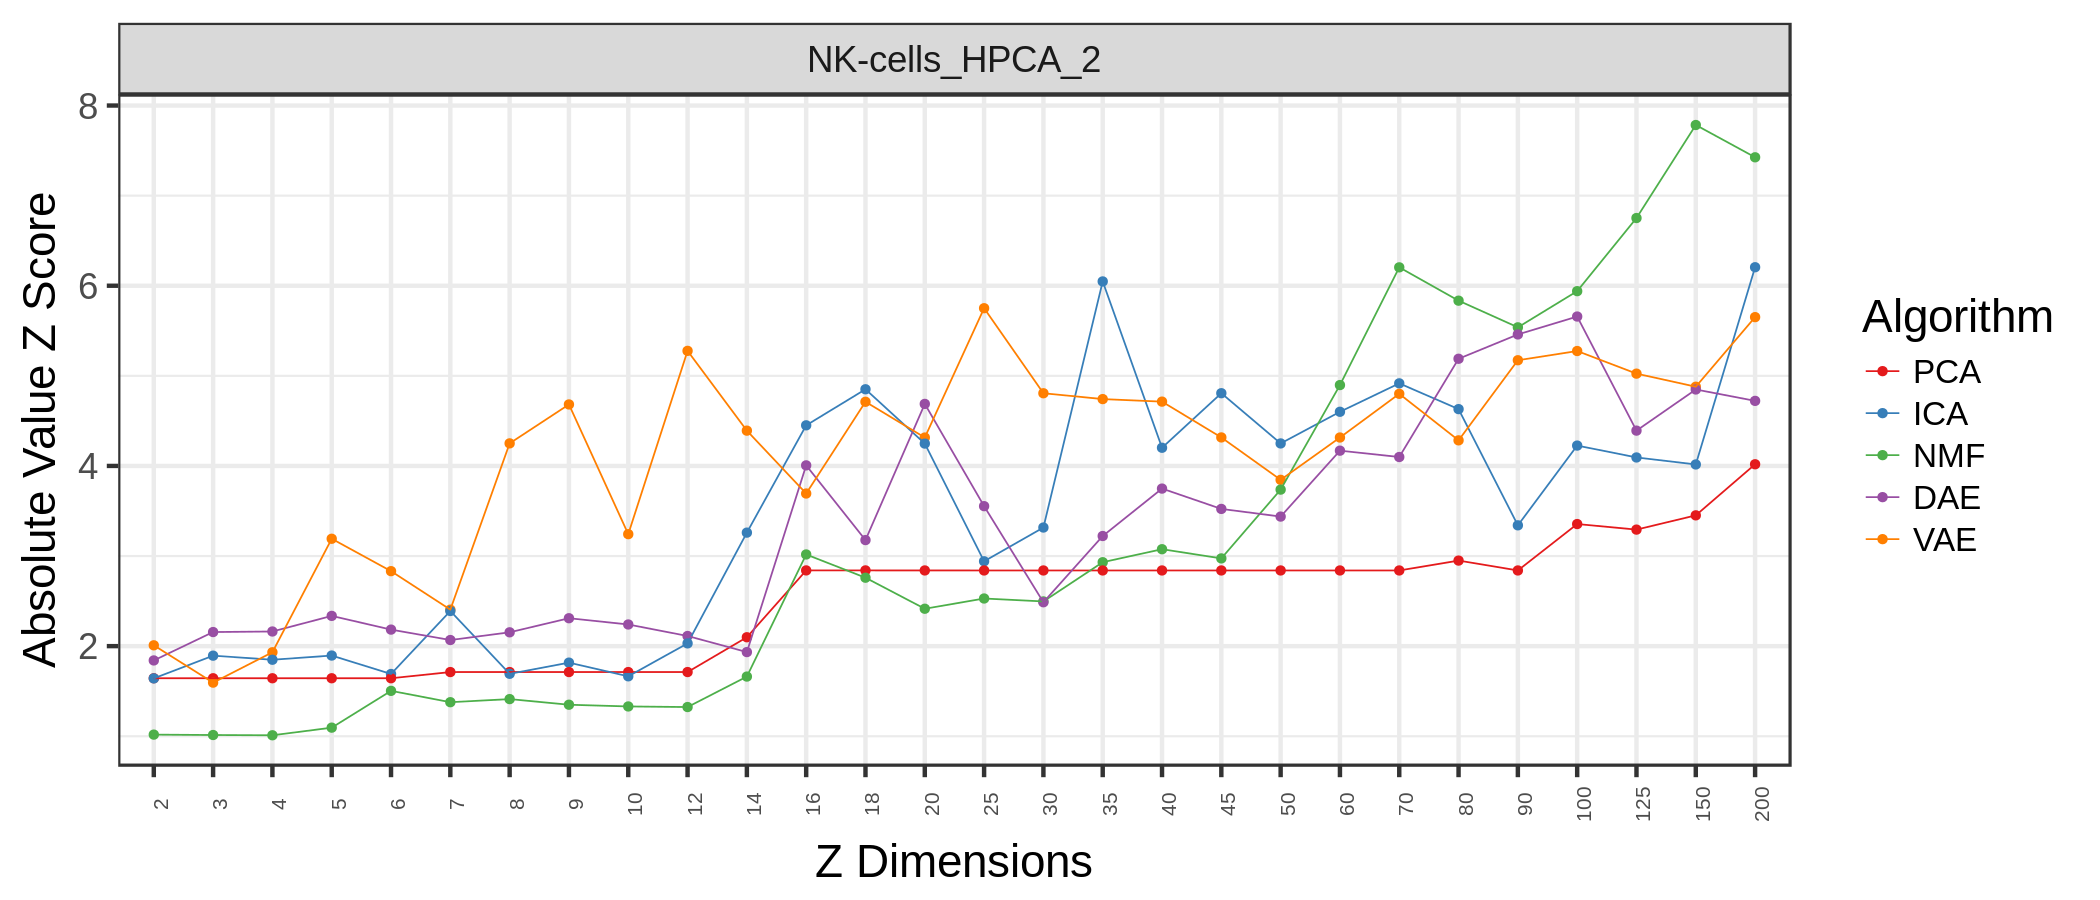 NK-cells_HPCA_2
8
6
4
2
Absolute Value Z Score
2 3 4 5 6 7 8 9 10 12 14 16 18 20 25 30 35 40 45 50 60 70 80 90 100 125 150 200
Z Dimensions
Algorithm
PCA
ICA
NMF
DAE
VAE